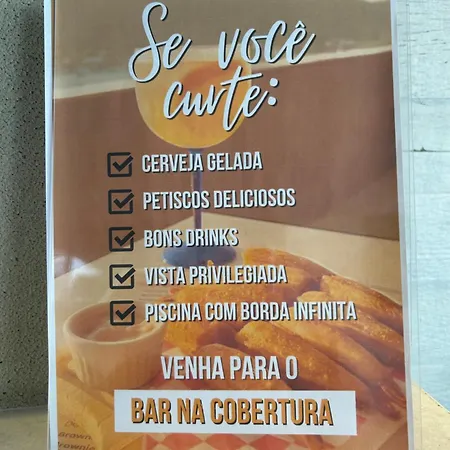 Se você
curte:
CERVEJA GELADA
PETISCOS DELICIOSOS
BONS DRINKS
VISTA PRIVILEGIADA
PISCINA COM BORDA INFINITA
VENHA PARA O
BAR NA COBERTURA